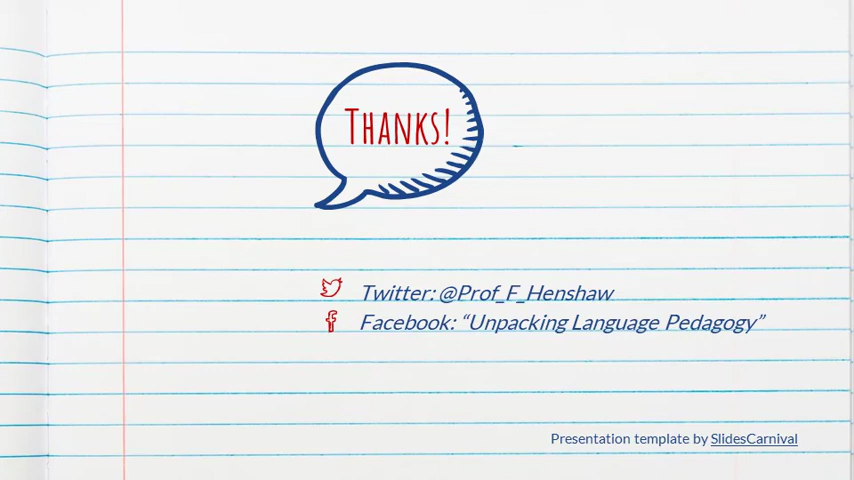 THANKS!
Twitter: @Prof_F_Henshaw
Facebook: “Unpacking Language Pedagogy”
Presentation template by SlidesCarnival